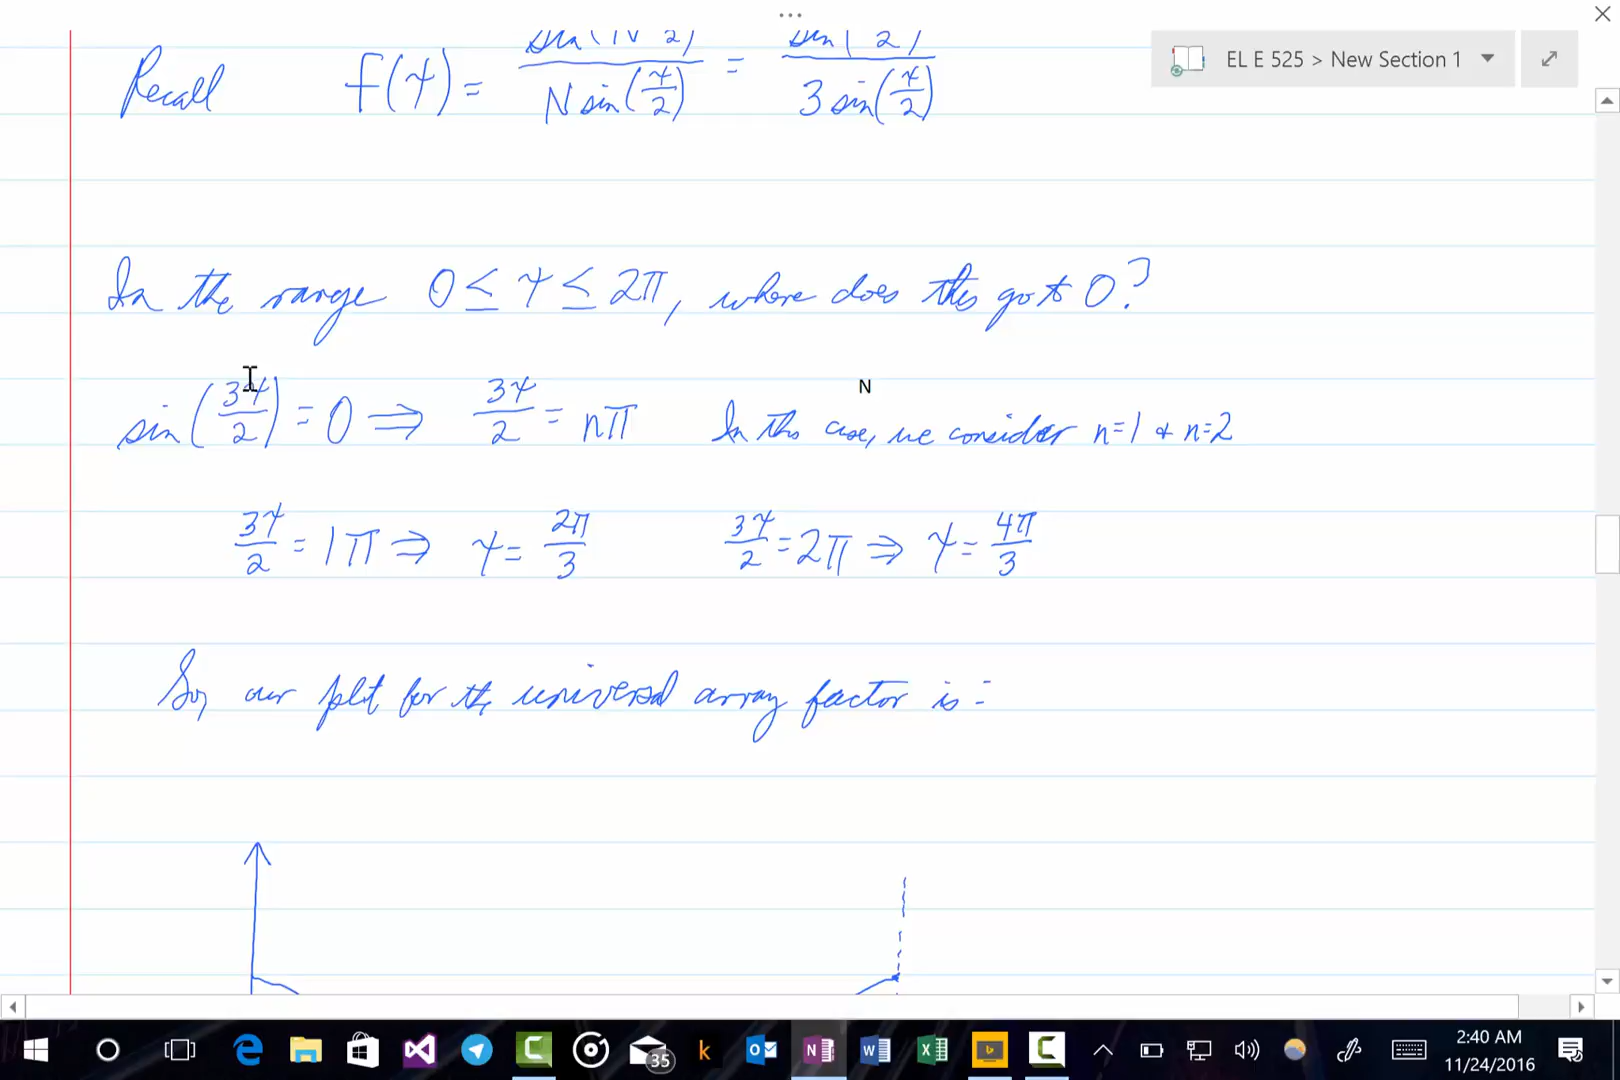 EL E 525 > New Section 1
Recall f(ψ) = sin(N ψ/2) / N sin(ψ/2) = sin(3ψ/2) / 3 sin(ψ/2)
In the range 0 ≤ ψ ≤ 2π, where does this go to 0?
N
sin(3ψ/2) = 0 ⇒ 3ψ/2 = nπ In this case, we consider n=1 & n=2
3ψ/2 = 1π ⇒ ψ = 2π/3 3ψ/2 = 2π ⇒ ψ = 4π/3
So, our plot for the universal array factor is:
35
2:40 AM
11/24/2016